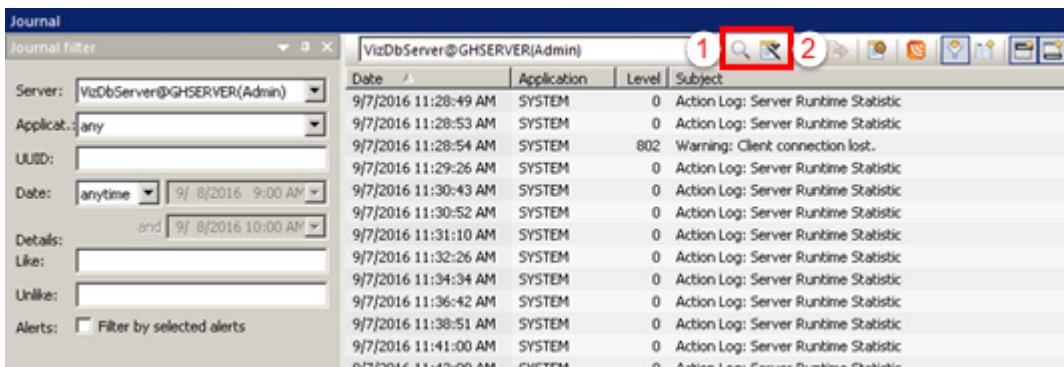 Journal
Journal filter
Server: VizDbServer@GHSERVER(Admin)
Applicat.: any
UUID:
Date: anytime 9/ 8/2016 9:00 AM
and 9/ 8/2016 10:00 AM
Details:
Like:
Unlike:
Alerts: Filter by selected alerts
VizDbServer@GHSERVER(Admin) 1 2
Date Application Level Subject
9/7/2016 11:28:49 AM SYSTEM 0 Action Log: Server Runtime Statistic
9/7/2016 11:28:53 AM SYSTEM 0 Action Log: Server Runtime Statistic
9/7/2016 11:28:54 AM SYSTEM 802 Warning: Client connection lost.
9/7/2016 11:29:26 AM SYSTEM 0 Action Log: Server Runtime Statistic
9/7/2016 11:30:43 AM SYSTEM 0 Action Log: Server Runtime Statistic
9/7/2016 11:30:52 AM SYSTEM 0 Action Log: Server Runtime Statistic
9/7/2016 11:31:10 AM SYSTEM 0 Action Log: Server Runtime Statistic
9/7/2016 11:32:26 AM SYSTEM 0 Action Log: Server Runtime Statistic
9/7/2016 11:34:34 AM SYSTEM 0 Action Log: Server Runtime Statistic
9/7/2016 11:36:42 AM SYSTEM 0 Action Log: Server Runtime Statistic
9/7/2016 11:38:51 AM SYSTEM 0 Action Log: Server Runtime Statistic
9/7/2016 11:41:00 AM SYSTEM 0 Action Log: Server Runtime Statistic
SYSTEM 0 Action Log: Server Runtime Statistic